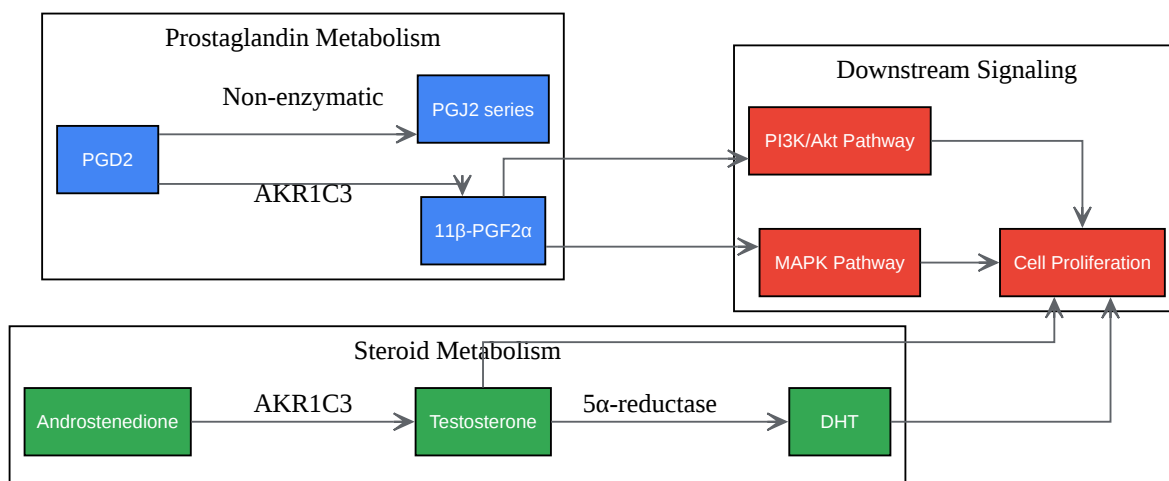 Prostaglandin Metabolism
Non-enzymatic
PGJ2 series
PGD2
AKR1C3
11β-PGF2α
Downstream Signaling
PI3K/Akt Pathway
MAPK Pathway
Cell Proliferation
Steroid Metabolism
Androstenedione
AKR1C3
Testosterone
5α-reductase
DHT